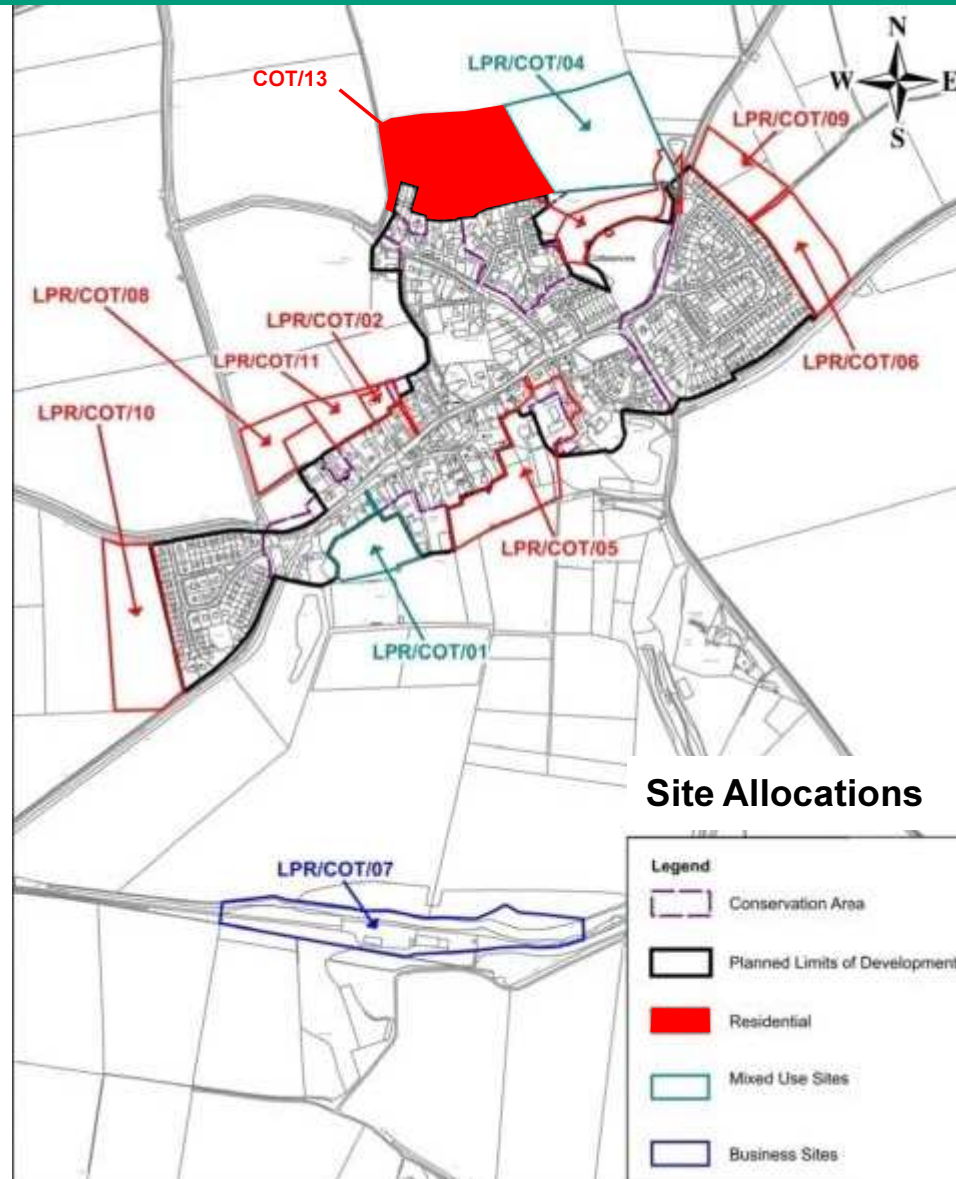 N
COT/13
LPR/COT/04
W E
LPR/COT/09
S
LPR/COT/08
LPR/COT/02
LPR/COT/11
LPR/COT/06
LPR/COT/10
LPR/COT/05
LPR/COT/01
Site Allocations
LPR/COT/07
Legend
Conservation Area
Planned Limits of Development
Residential
Mixed Use Sites
Business Sites